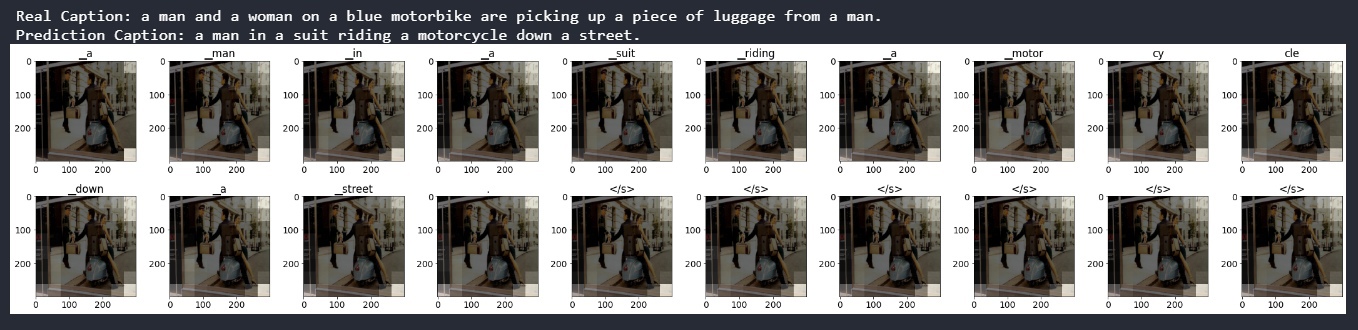 Real Caption: a man and a woman on a blue motorbike are picking up a piece of luggage from a man.
Prediction Caption: a man in a suit riding a motorcycle down a street.
_a _man _in _a _suit _riding _a _motor cy cle
0 0 0 0 0 0 0 0 0 0
100 100 100 100 100 100 100 100 100 100
200 200 200 200 200 200 200 200 200 200
0 100 200 0 100 200 0 100 200 0 100 200 0 100 200 0 100 200 0 100 200 0 100 200 0 100 200 0 100 200
_down _a _street . </s> </s> </s> </s> </s> </s>
0 0 0 0 0 0 0 0 0 0
100 100 100 100 100 100 100 100 100 100
200 200 200 200 200 200 200 200 200 200
0 100 200 0 100 200 0 100 200 0 100 200 0 100 200 0 100 200 0 100 200 0 100 200 0 100 200 0 100 200